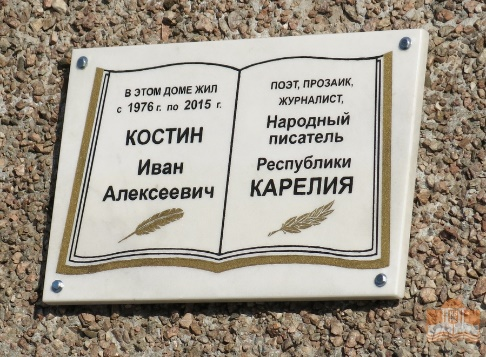 В ЭТОМ ДОМЕ ЖИЛ
с 1976 г. по 2015 г.
КОСТИН
Иван
Алексеевич
ПОЭТ, ПРОЗАИК,
ЖУРНАЛИСТ,
Народный
писатель
Республики
КАРЕЛИЯ